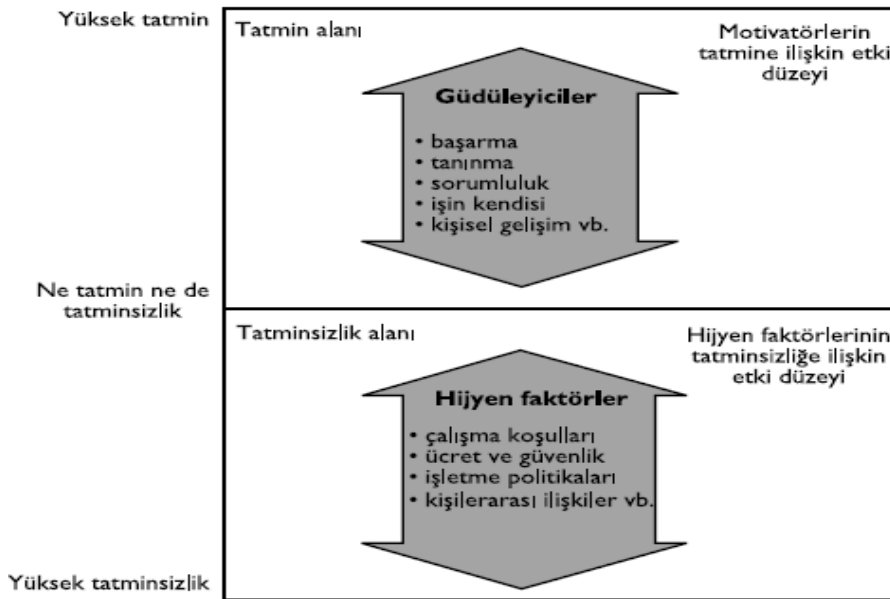 Yüksek tatmin
Tatmin alanı
Motivatörlerin
tatmine ilişkin etki
düzeyi
Güdüleyiciler
• başarma
• tanınma
• sorumluluk
• işin kendisi
• kişisel gelişim vb.
Ne tatmin ne de
tatminsizlik
Tatminsizlik alanı
Hijyen faktörlerinin
tatminsizliğe ilişkin
etki düzeyi
Hijyen faktörler
• çalışma koşulları
• ücret ve güvenlik
• işletme politikaları
• kişilerarası ilişkiler vb.
Yüksek tatminsizlik